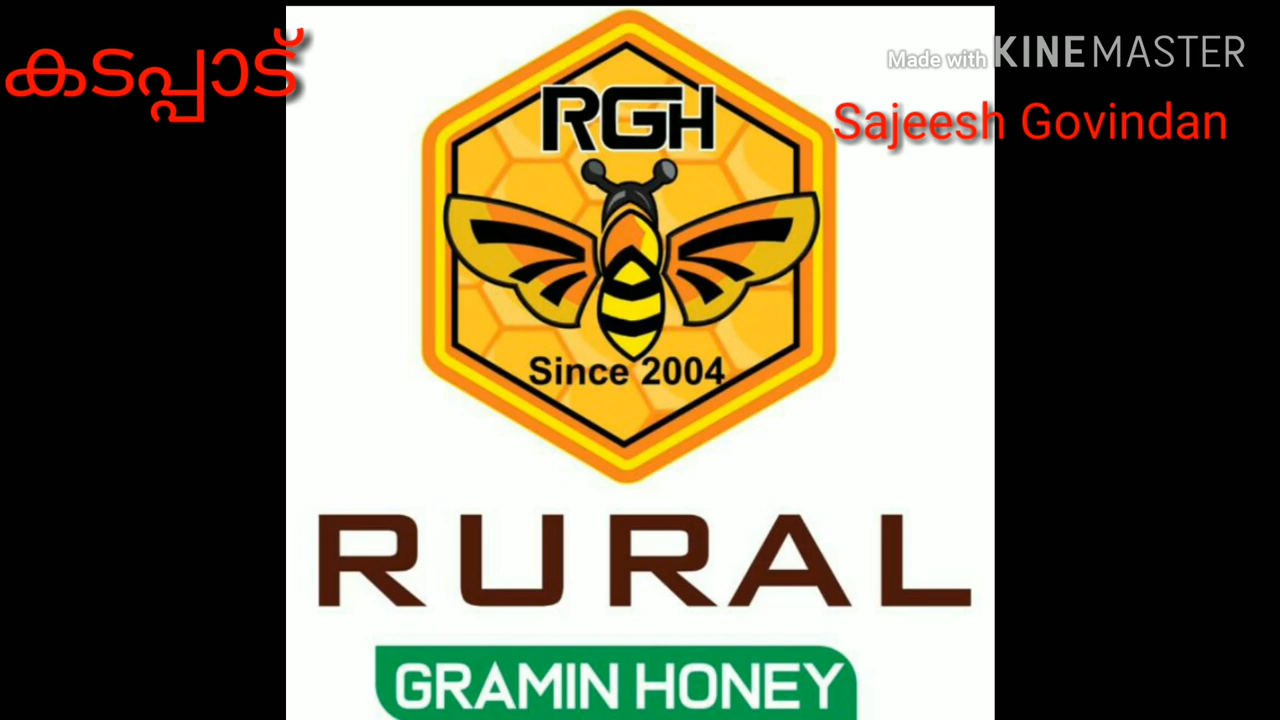 കടപ്പാട്
Made with KINEMASTER
Sajeesh Govindan
RGH
Since 2004
RURAL
GRAMIN HONEY